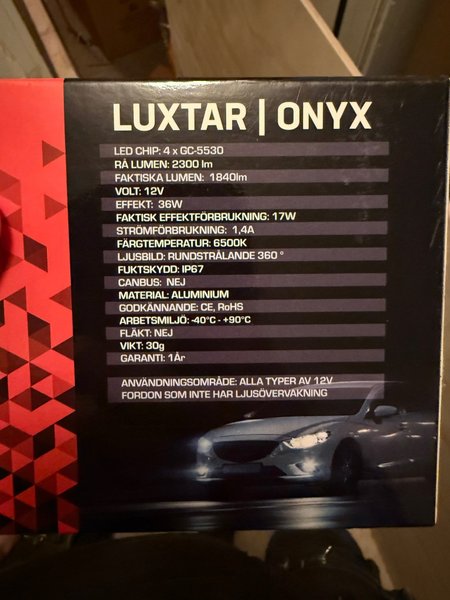 LUXTAR | ONYX
LED CHIP: 4 x GC-5530
RÅ LUMEN: 2300 lm
FAKTISKA LUMEN: 1840lm
VOLT: 12V
EFFEKT: 36W
FAKTISK EFFEKTFÖRBRUKNING: 17W
STRÖMFÖRBRUKNING: 1,4A
FÄRGTEMPERATUR: 6500K
LJUSBILD: RUNDSTRÅLANDE 360 °
FUKTSKYDD: IP67
CANBUS: NEJ
MATERIAL: ALUMINIUM
GODKÄNNANDE: CE, RoHS
ARBETSMILJÖ: -40°C - +90°C
FLÄKT: NEJ
VIKT: 30g
GARANTI: 1År
ANVÄNDNINGSOMRÅDE: ALLA TYPER AV 12V
FORDON SOM INTE HAR LJUSÖVERVAKNING